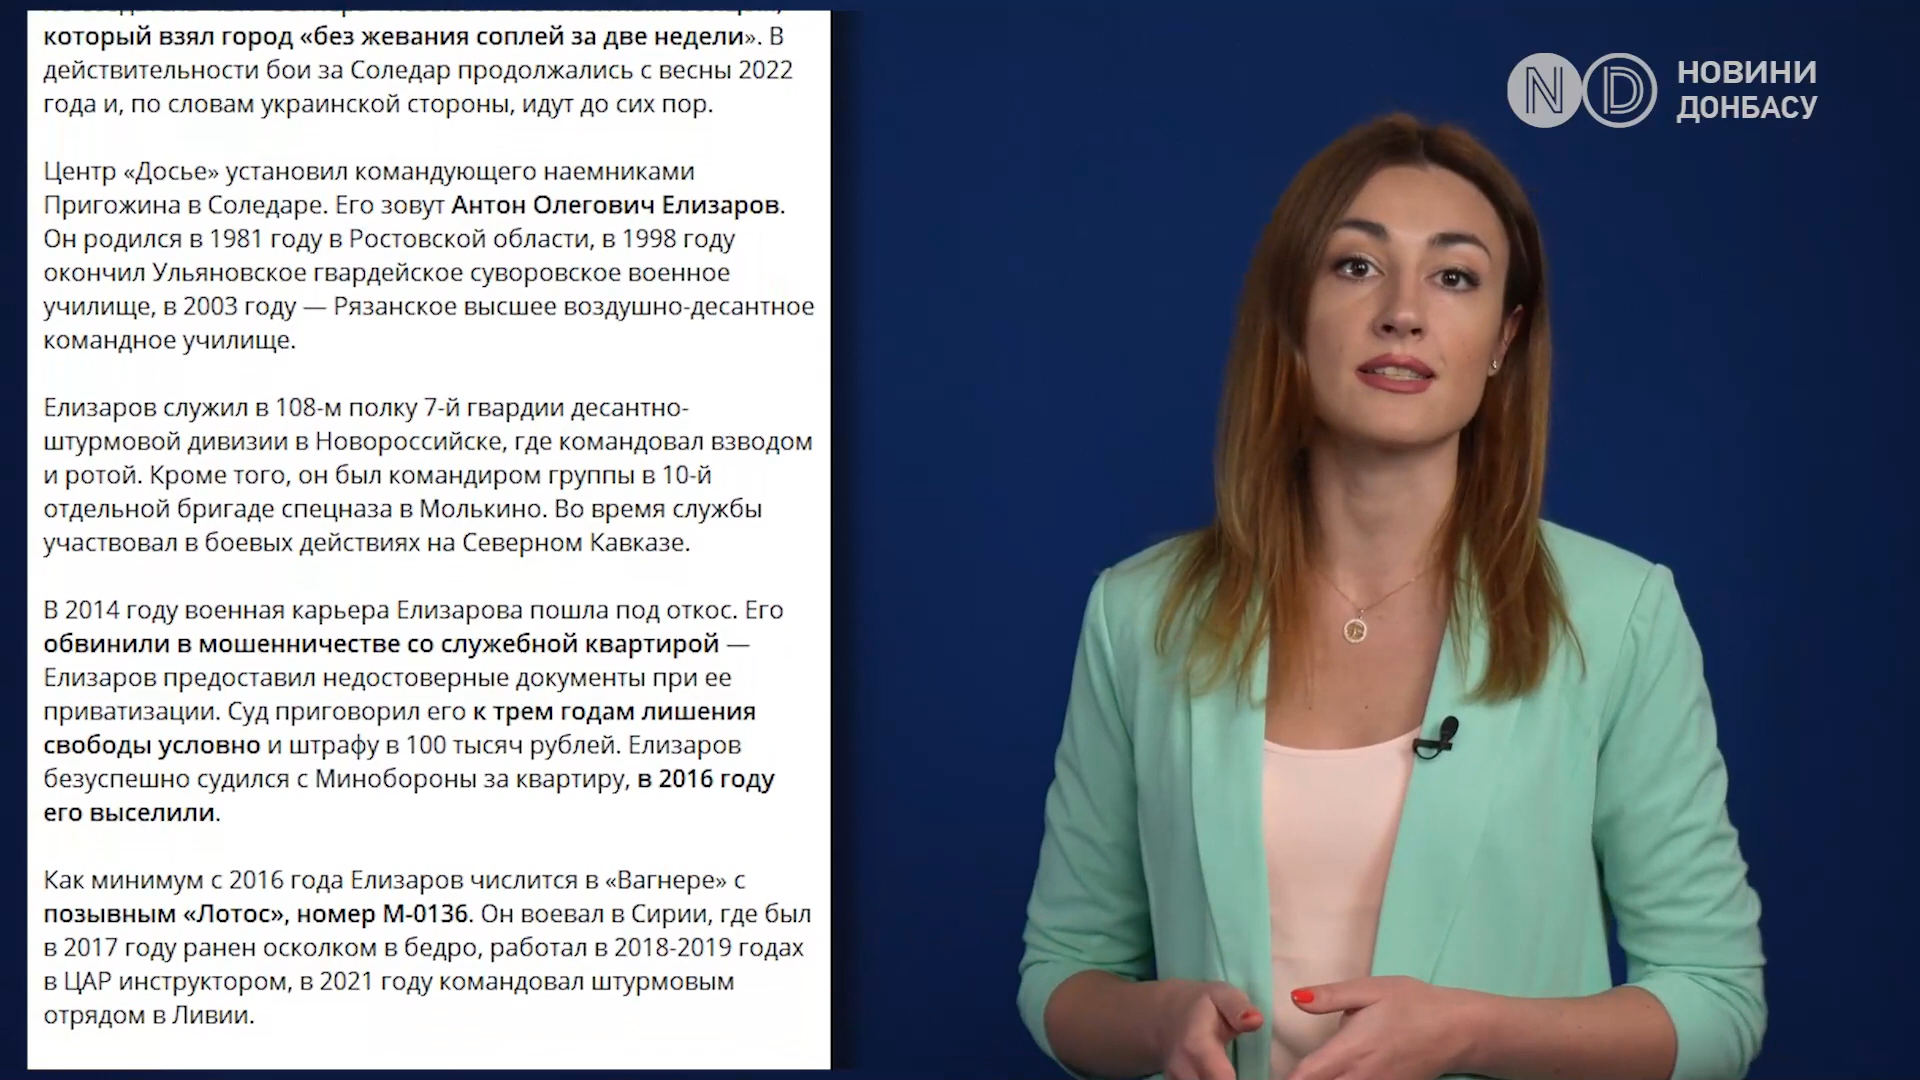 который взял город «без жевания соплей за две недели». В
действительности бои за Соледар продолжались с весны 2022
года и, по словам украинской стороны, идут до сих пор.
Центр «Досье» установил командующего наемниками
Пригожина в Соледаре. Его зовут Антон Олегович Елизаров.
Он родился в 1981 году в Ростовской области, в 1998 году
окончил Ульяновское гвардейское суворовское военное
училище, в 2003 году — Рязанское высшее воздушно-десантное
командное училище.
Елизаров служил в 108-м полку 7-й гвардии десантно-
штурмовой дивизии в Новороссийске, где командовал взводом
и ротой. Кроме того, он был командиром группы в 10-й
отдельной бригаде спецназа в Молькино. Во время службы
участвовал в боевых действиях на Северном Кавказе.
В 2014 году военная карьера Елизарова пошла под откос. Его
обвинили в мошенничестве со служебной квартирой —
Елизаров предоставил недостоверные документы при ее
приватизации. Суд приговорил его к трем годам лишения
свободы условно и штрафу в 100 тысяч рублей. Елизаров
безуспешно судился с Минобороны за квартиру, в 2016 году
его выселили.
Как минимум с 2016 года Елизаров числится в «Вагнере» с
позывным «Лотос», номер М-0136. Он воевал в Сирии, где был
в 2017 году ранен осколком в бедро, работал в 2018-2019 годах
в ЦАР инструктором, в 2021 году командовал штурмовым
отрядом в Ливии.
ND НОВИНИ
ДОНБАСУ